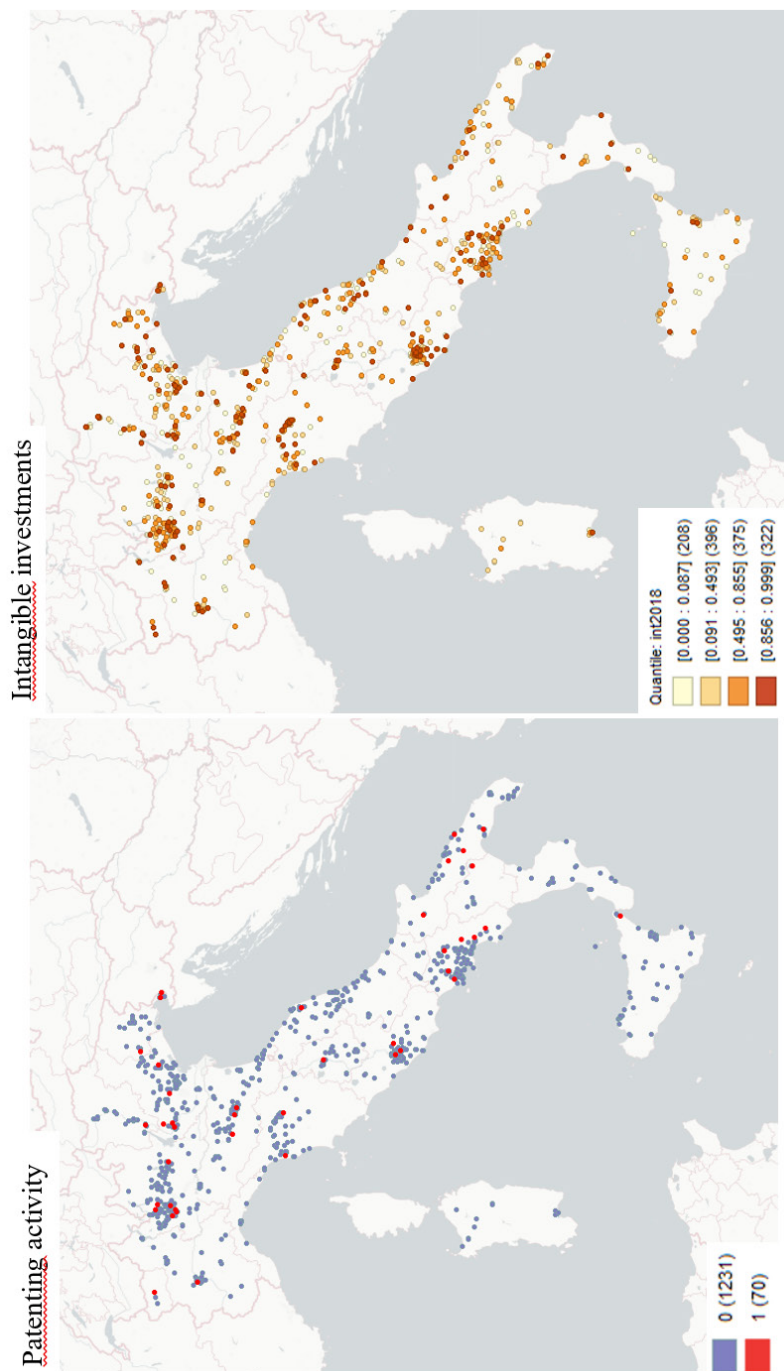 Patenting activity
0 (1231)
1 (70)
Intangible investments
Quantile: int2018
[0.000 : 0.087] (208)
[0.091 : 0.493] (396)
[0.495 : 0.855] (375)
[0.856 : 0.999] (322)